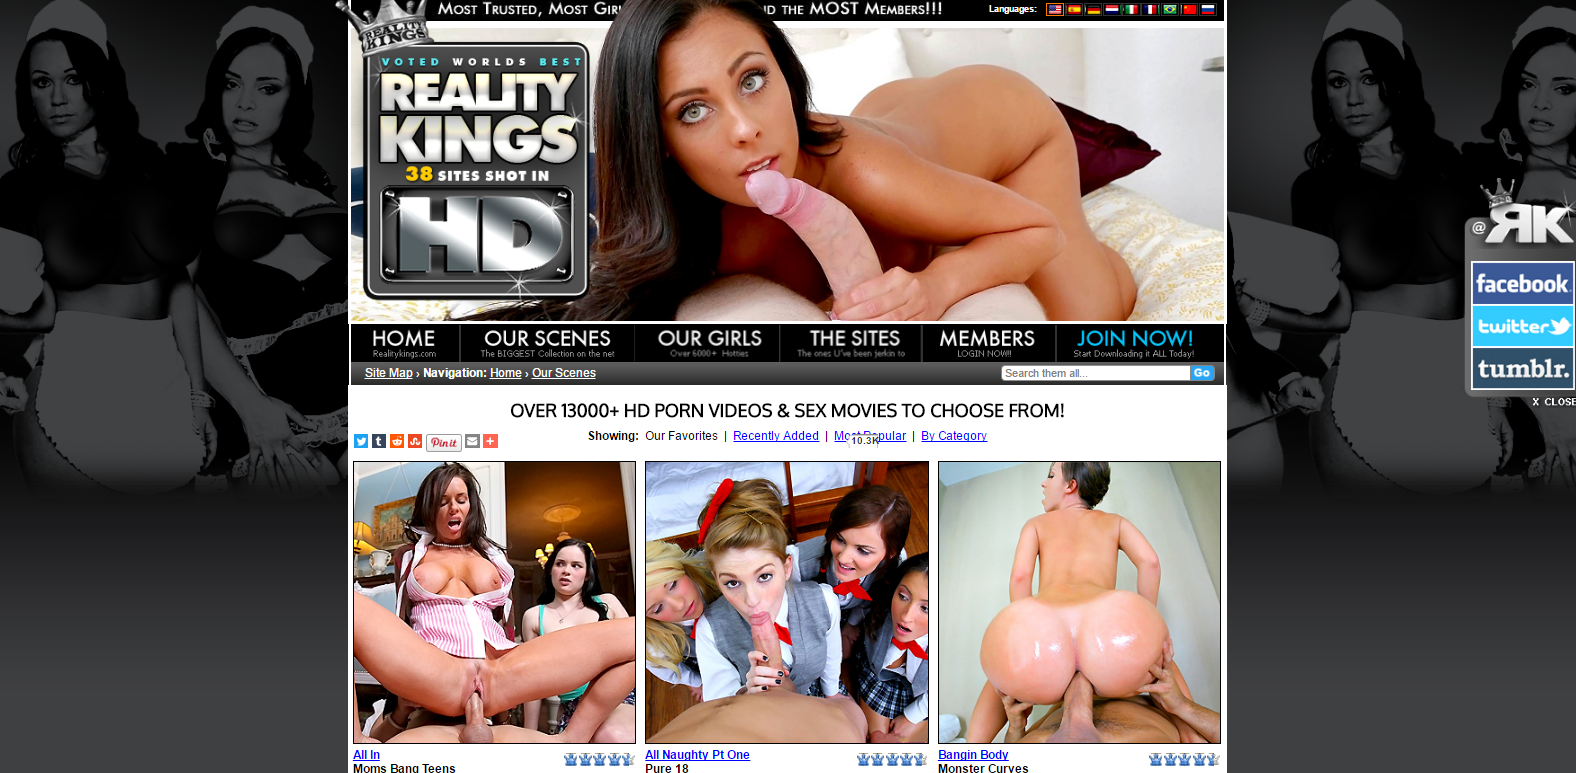 MOST TRUSTED, MOST GIRL
D THE MOST MEMBERS!!!
Languages:
REALITY KINGS
VOTED WORLDS BEST
REALITY
KINGS
38 SITES SHOT IN
HD
@RK
facebook
twitter
tumblr.
X CLOSE
HOME
Realitykings.com
OUR SCENES
The BIGGEST Collection on the net
OUR GIRLS
Over 6000+ Hotties
THE SITES
The ones U've been jerkin to
MEMBERS
LOGIN NOW!!
JOIN NOW!
Start Downloading it ALL Today!
Site Map › Navigation: Home › Our Scenes
Search them all...
Go
OVER 13000+ HD PORN VIDEOS & SEX MOVIES TO CHOOSE FROM!
Pin it
Showing: Our Favorites | Recently Added | Most Popular | By Category
10.3K
All In
Moms Bang Teens
All Naughty Pt One
Pure 18
Bangin Body
Monster Curves